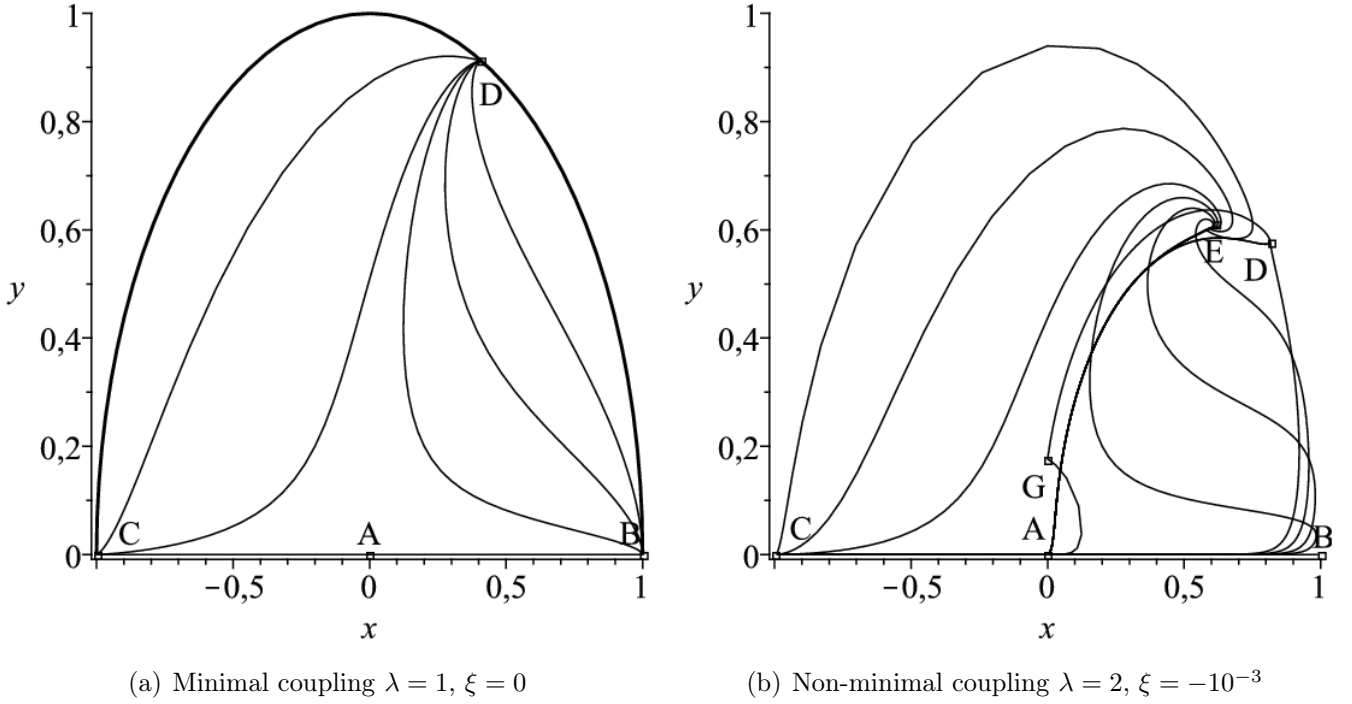 1
0,8
0,6
0,4
0,2
0
y
−0,5
0
0,5
1
x
A
B
C
D
1
0,8
0,6
0,4
0,2
0
y
−0,5
0
0,5
1
x
A
B
C
D
E
G
(a) Minimal coupling λ = 1, ξ = 0
(b) Non-minimal coupling λ = 2, ξ = −10⁻³